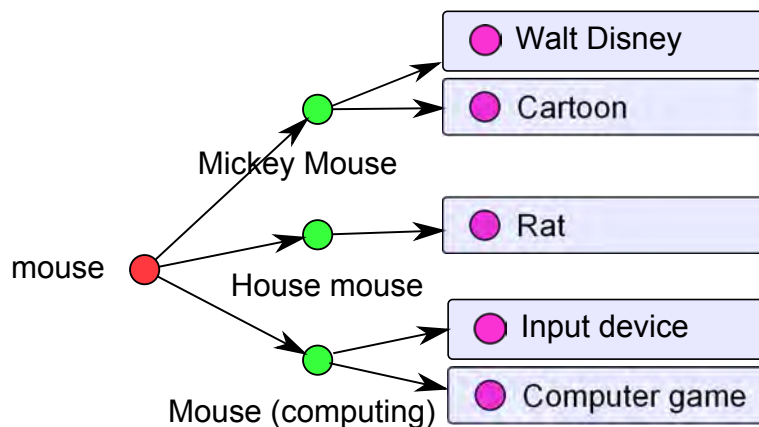 Walt Disney
Cartoon
Mickey Mouse
Rat
mouse
House mouse
Input device
Computer game
Mouse (computing)